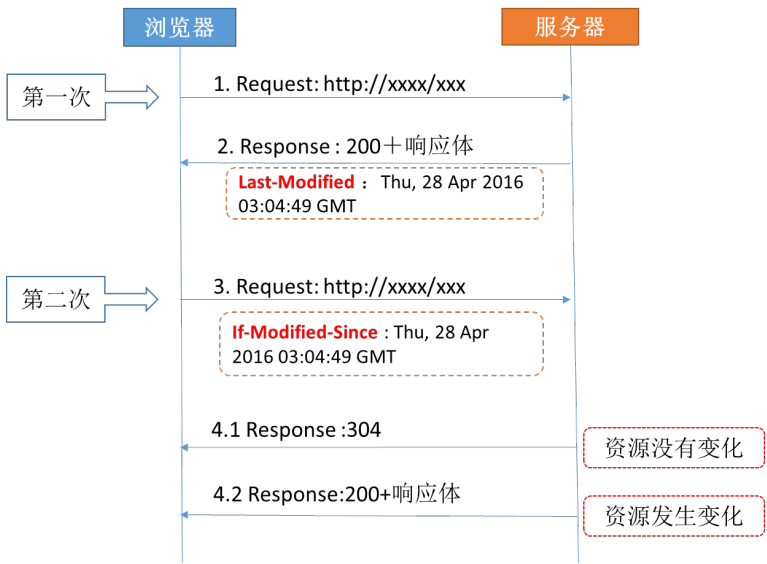 浏览器
服务器
第一次
1. Request: http://xxxx/xxx
2. Response : 200＋响应体
Last-Modified ： Thu, 28 Apr 2016
03:04:49 GMT
第二次
3. Request: http://xxxx/xxx
If-Modified-Since : Thu, 28 Apr
2016 03:04:49 GMT
4.1 Response :304
资源没有变化
4.2 Response:200+响应体
资源发生变化